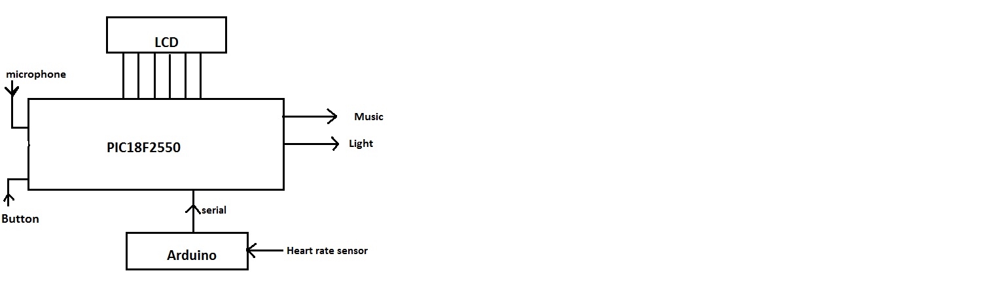 LCD
microphone
Music
PIC18F2550
Light
serial
Button
Heart rate sensor
Arduino